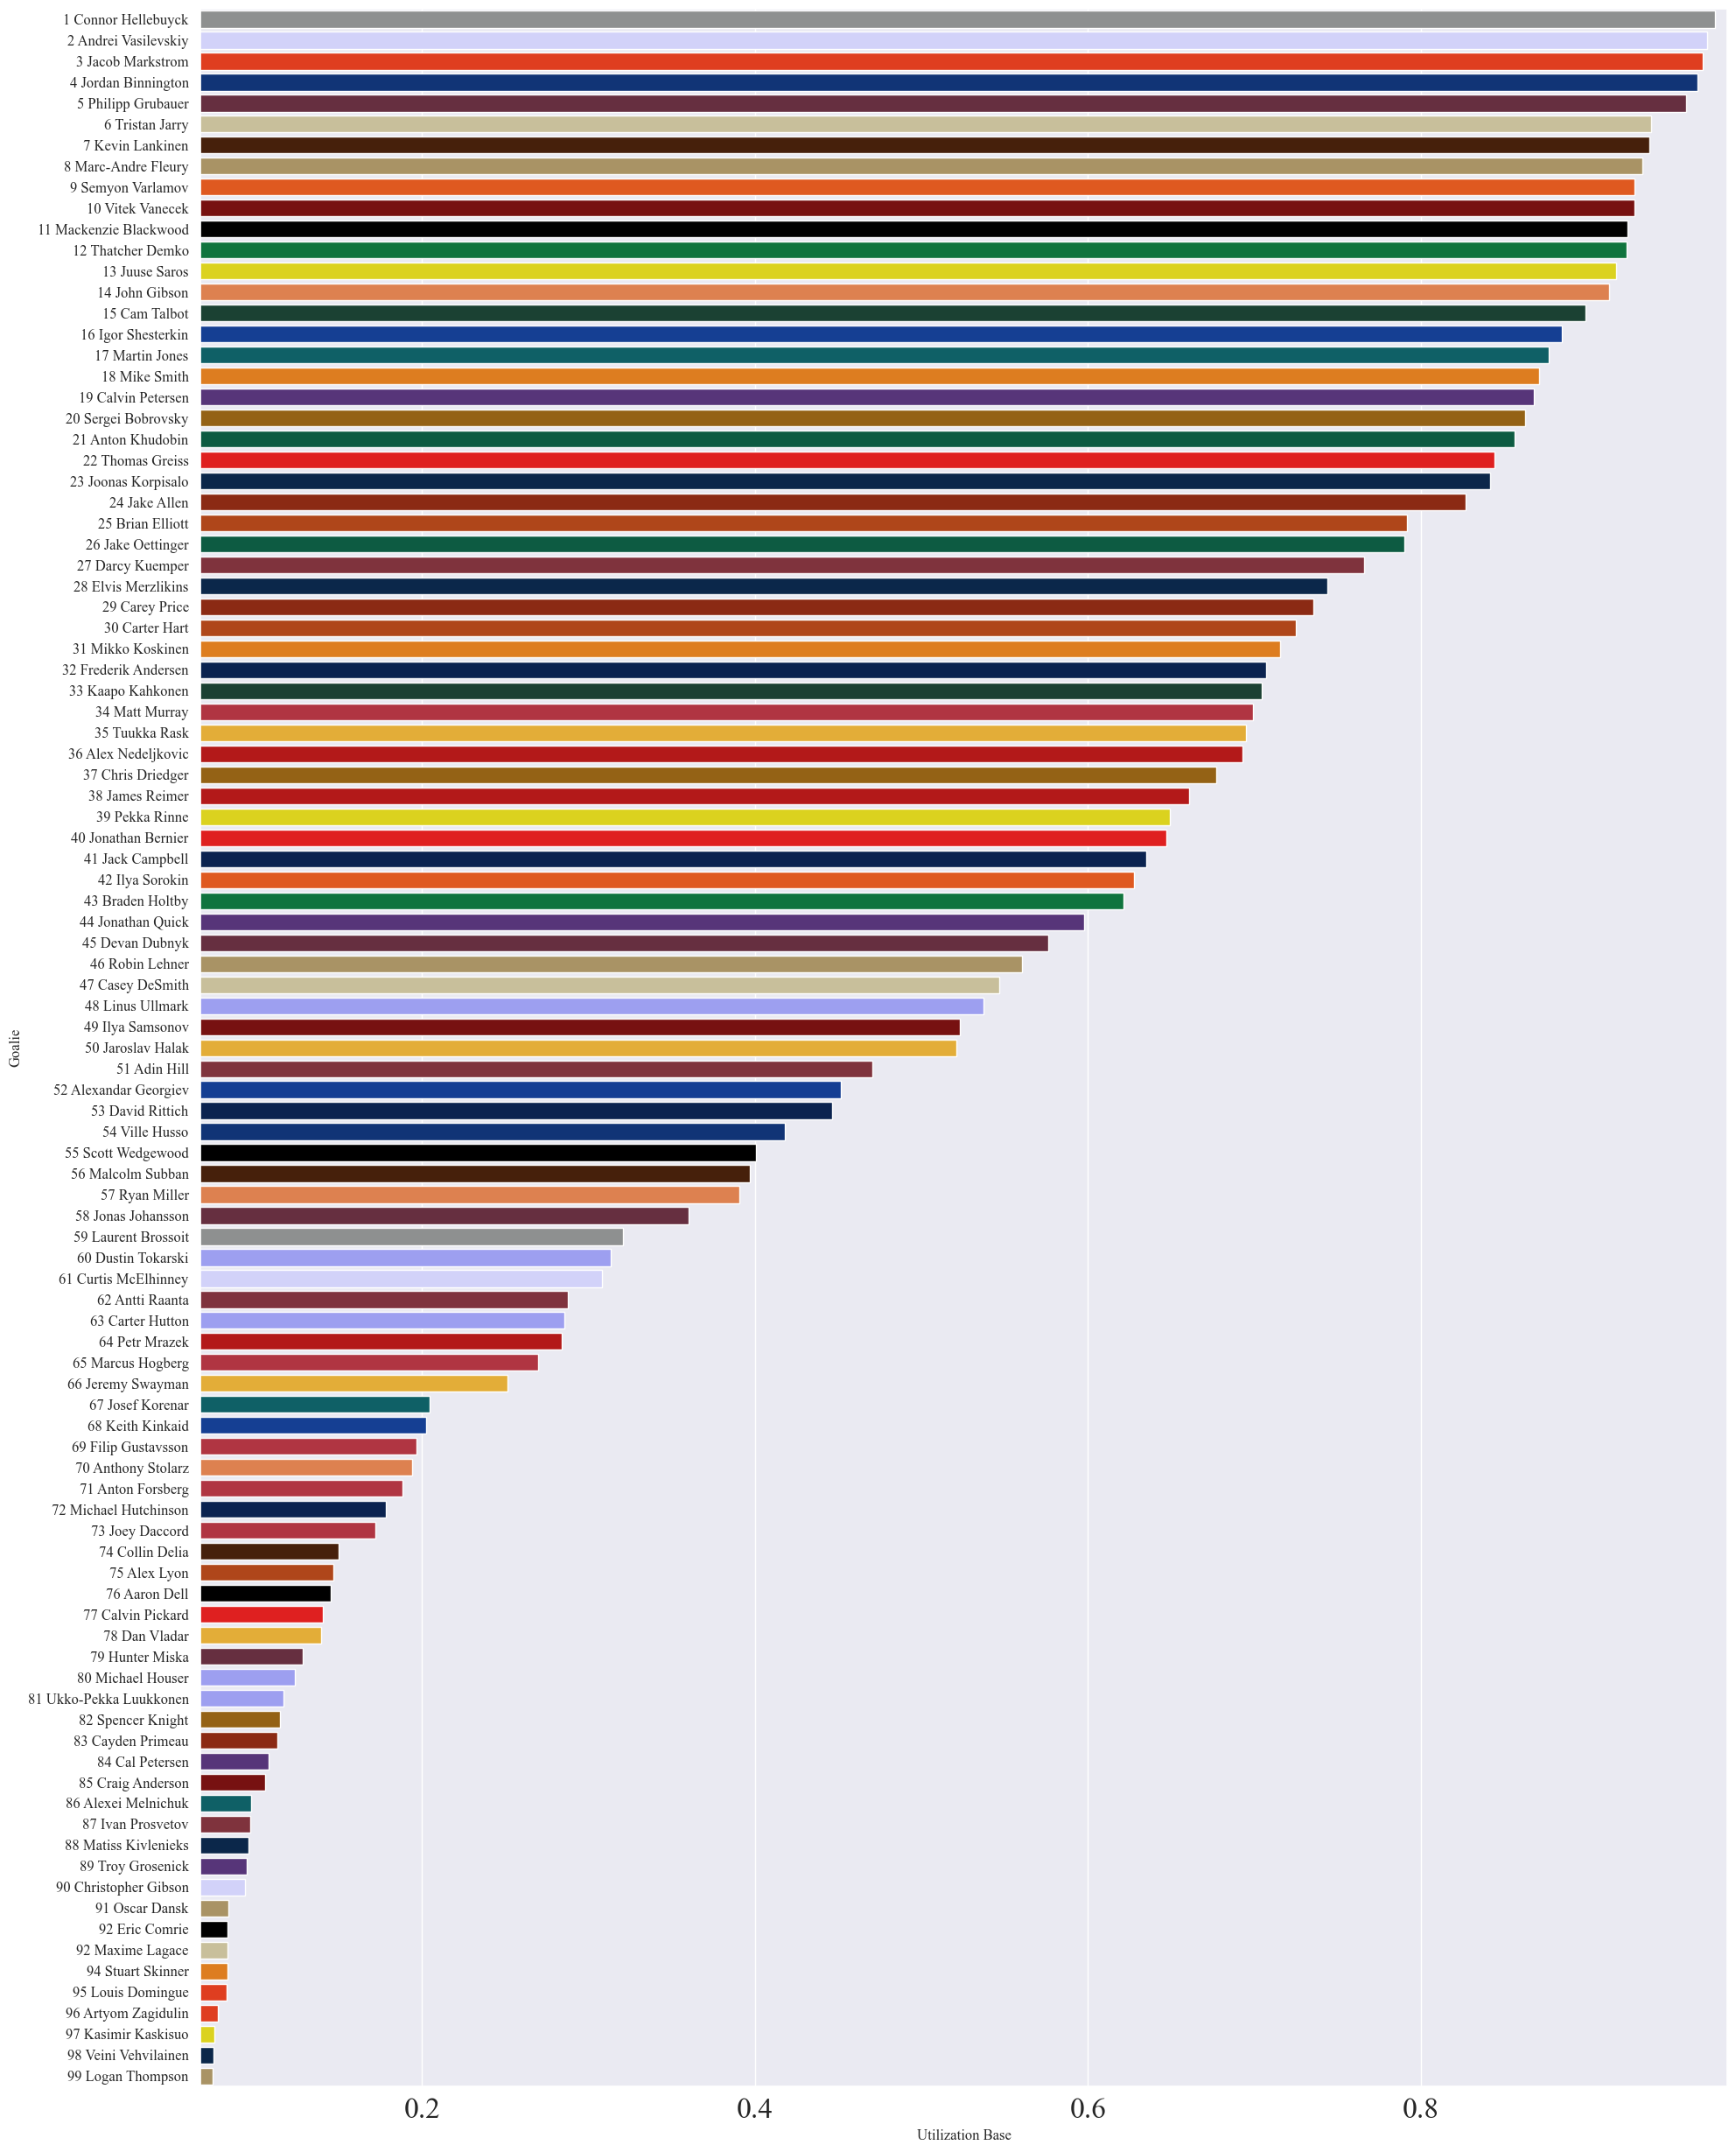 1 Connor Hellebuyck
2 Andrei Vasilevskiy
3 Jacob Markstrom
4 Jordan Binnington
5 Philipp Grubauer
6 Tristan Jarry
7 Kevin Lankinen
8 Marc-Andre Fleury
9 Semyon Varlamov
10 Vitek Vanecek
11 Mackenzie Blackwood
12 Thatcher Demko
13 Juuse Saros
14 John Gibson
15 Cam Talbot
16 Igor Shesterkin
17 Martin Jones
18 Mike Smith
19 Calvin Petersen
20 Sergei Bobrovsky
21 Anton Khudobin
22 Thomas Greiss
23 Joonas Korpisalo
24 Jake Allen
25 Brian Elliott
26 Jake Oettinger
27 Darcy Kuemper
28 Elvis Merzlikins
29 Carey Price
30 Carter Hart
31 Mikko Koskinen
32 Frederik Andersen
33 Kaapo Kahkonen
34 Matt Murray
35 Tuukka Rask
36 Alex Nedeljkovic
37 Chris Driedger
38 James Reimer
39 Pekka Rinne
40 Jonathan Bernier
41 Jack Campbell
42 Ilya Sorokin
43 Braden Holtby
44 Jonathan Quick
45 Devan Dubnyk
46 Robin Lehner
47 Casey DeSmith
48 Linus Ullmark
49 Ilya Samsonov
50 Jaroslav Halak
51 Adin Hill
52 Alexandar Georgiev
53 David Rittich
54 Ville Husso
55 Scott Wedgewood
56 Malcolm Subban
57 Ryan Miller
58 Jonas Johansson
59 Laurent Brossoit
60 Dustin Tokarski
61 Curtis McElhinney
62 Antti Raanta
63 Carter Hutton
64 Petr Mrazek
65 Marcus Hogberg
66 Jeremy Swayman
67 Josef Korenar
68 Keith Kinkaid
69 Filip Gustavsson
70 Anthony Stolarz
71 Anton Forsberg
72 Michael Hutchinson
73 Joey Daccord
74 Collin Delia
75 Alex Lyon
76 Aaron Dell
77 Calvin Pickard
78 Dan Vladar
79 Hunter Miska
80 Michael Houser
81 Ukko-Pekka Luukkonen
82 Spencer Knight
83 Cayden Primeau
84 Cal Petersen
85 Craig Anderson
86 Alexei Melnichuk
87 Ivan Prosvetov
88 Matiss Kivlenieks
89 Troy Grosenick
90 Christopher Gibson
91 Oscar Dansk
92 Eric Comrie
92 Maxime Lagace
94 Stuart Skinner
95 Louis Domingue
96 Artyom Zagidulin
97 Kasimir Kaskisuo
98 Veini Vehvilainen
99 Logan Thompson
Goalie
0.2 0.4 0.6 0.8
Utilization Base